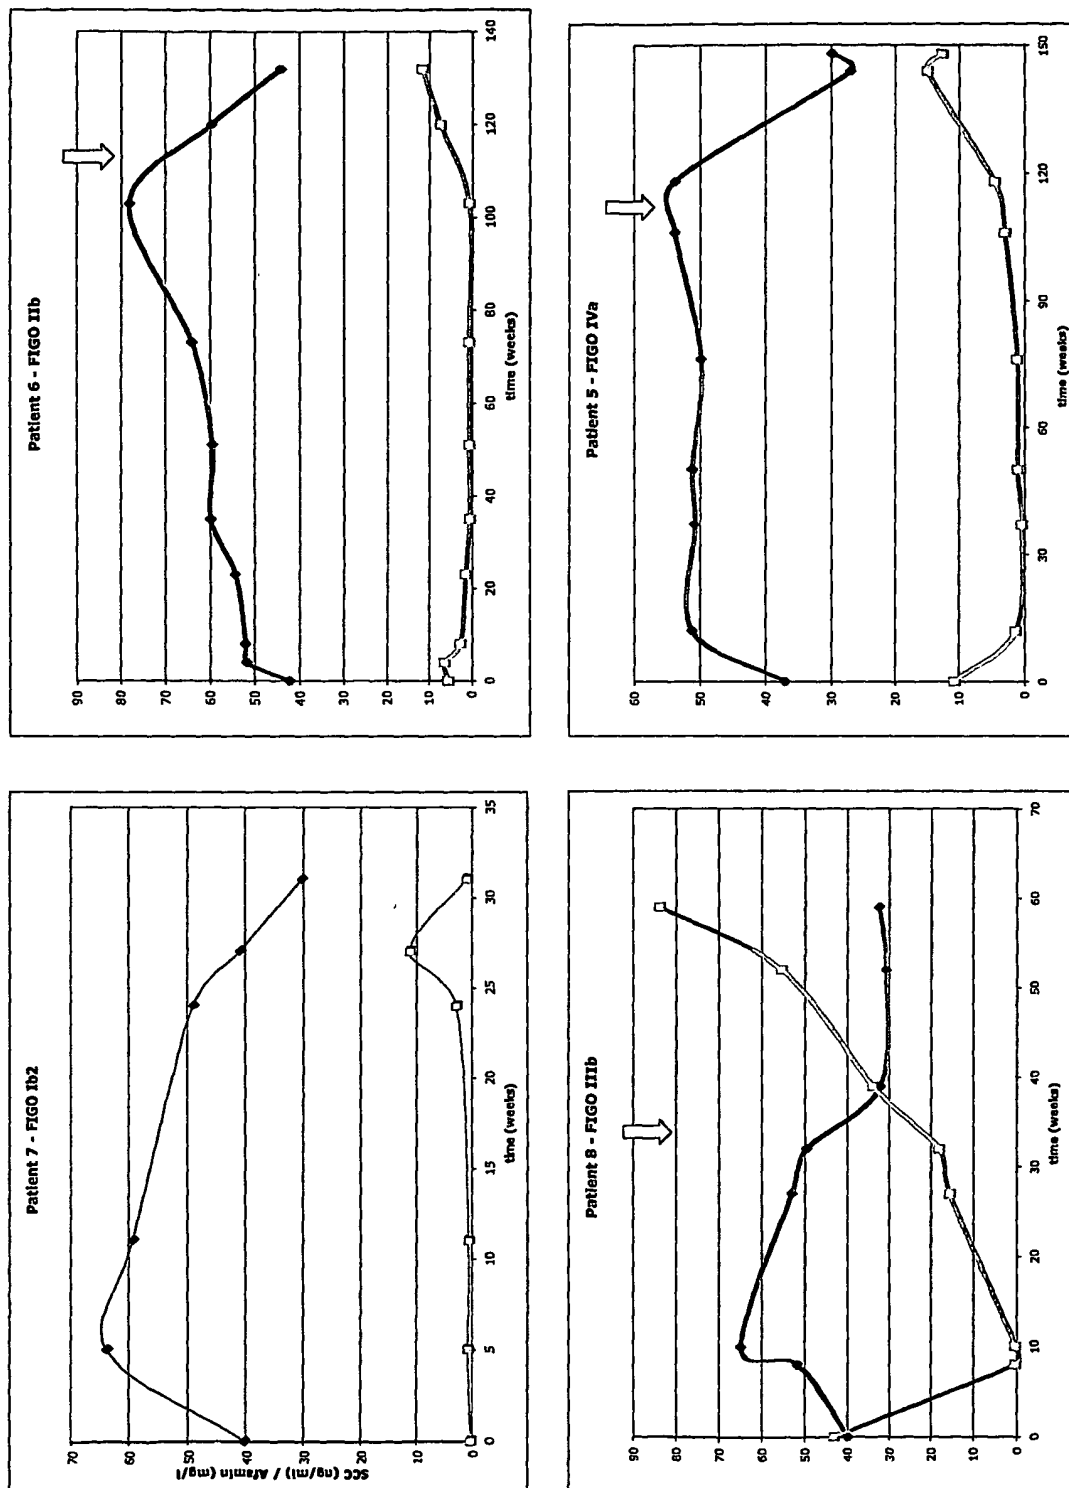 Patient 7 - FIGO Ib2
SCC (ng/ml) / Afamin (mg/l
70
60
50
40
30
20
10
0
0 5 10 15 20 25 30 35
time (weeks)
Patient 6 - FIGO IIb
90
80
70
60
50
40
30
20
10
0
0 20 40 60 80 100 120 140
time (weeks)
Patient 8 - FIGO IIIb
90
80
70
60
50
40
30
20
10
0
0 10 20 30 40 50 60 70
time (weeks)
Patient 5 - FIGO IVa
60
50
40
30
20
10
0
0 30 60 90 120 150
time (weeks)